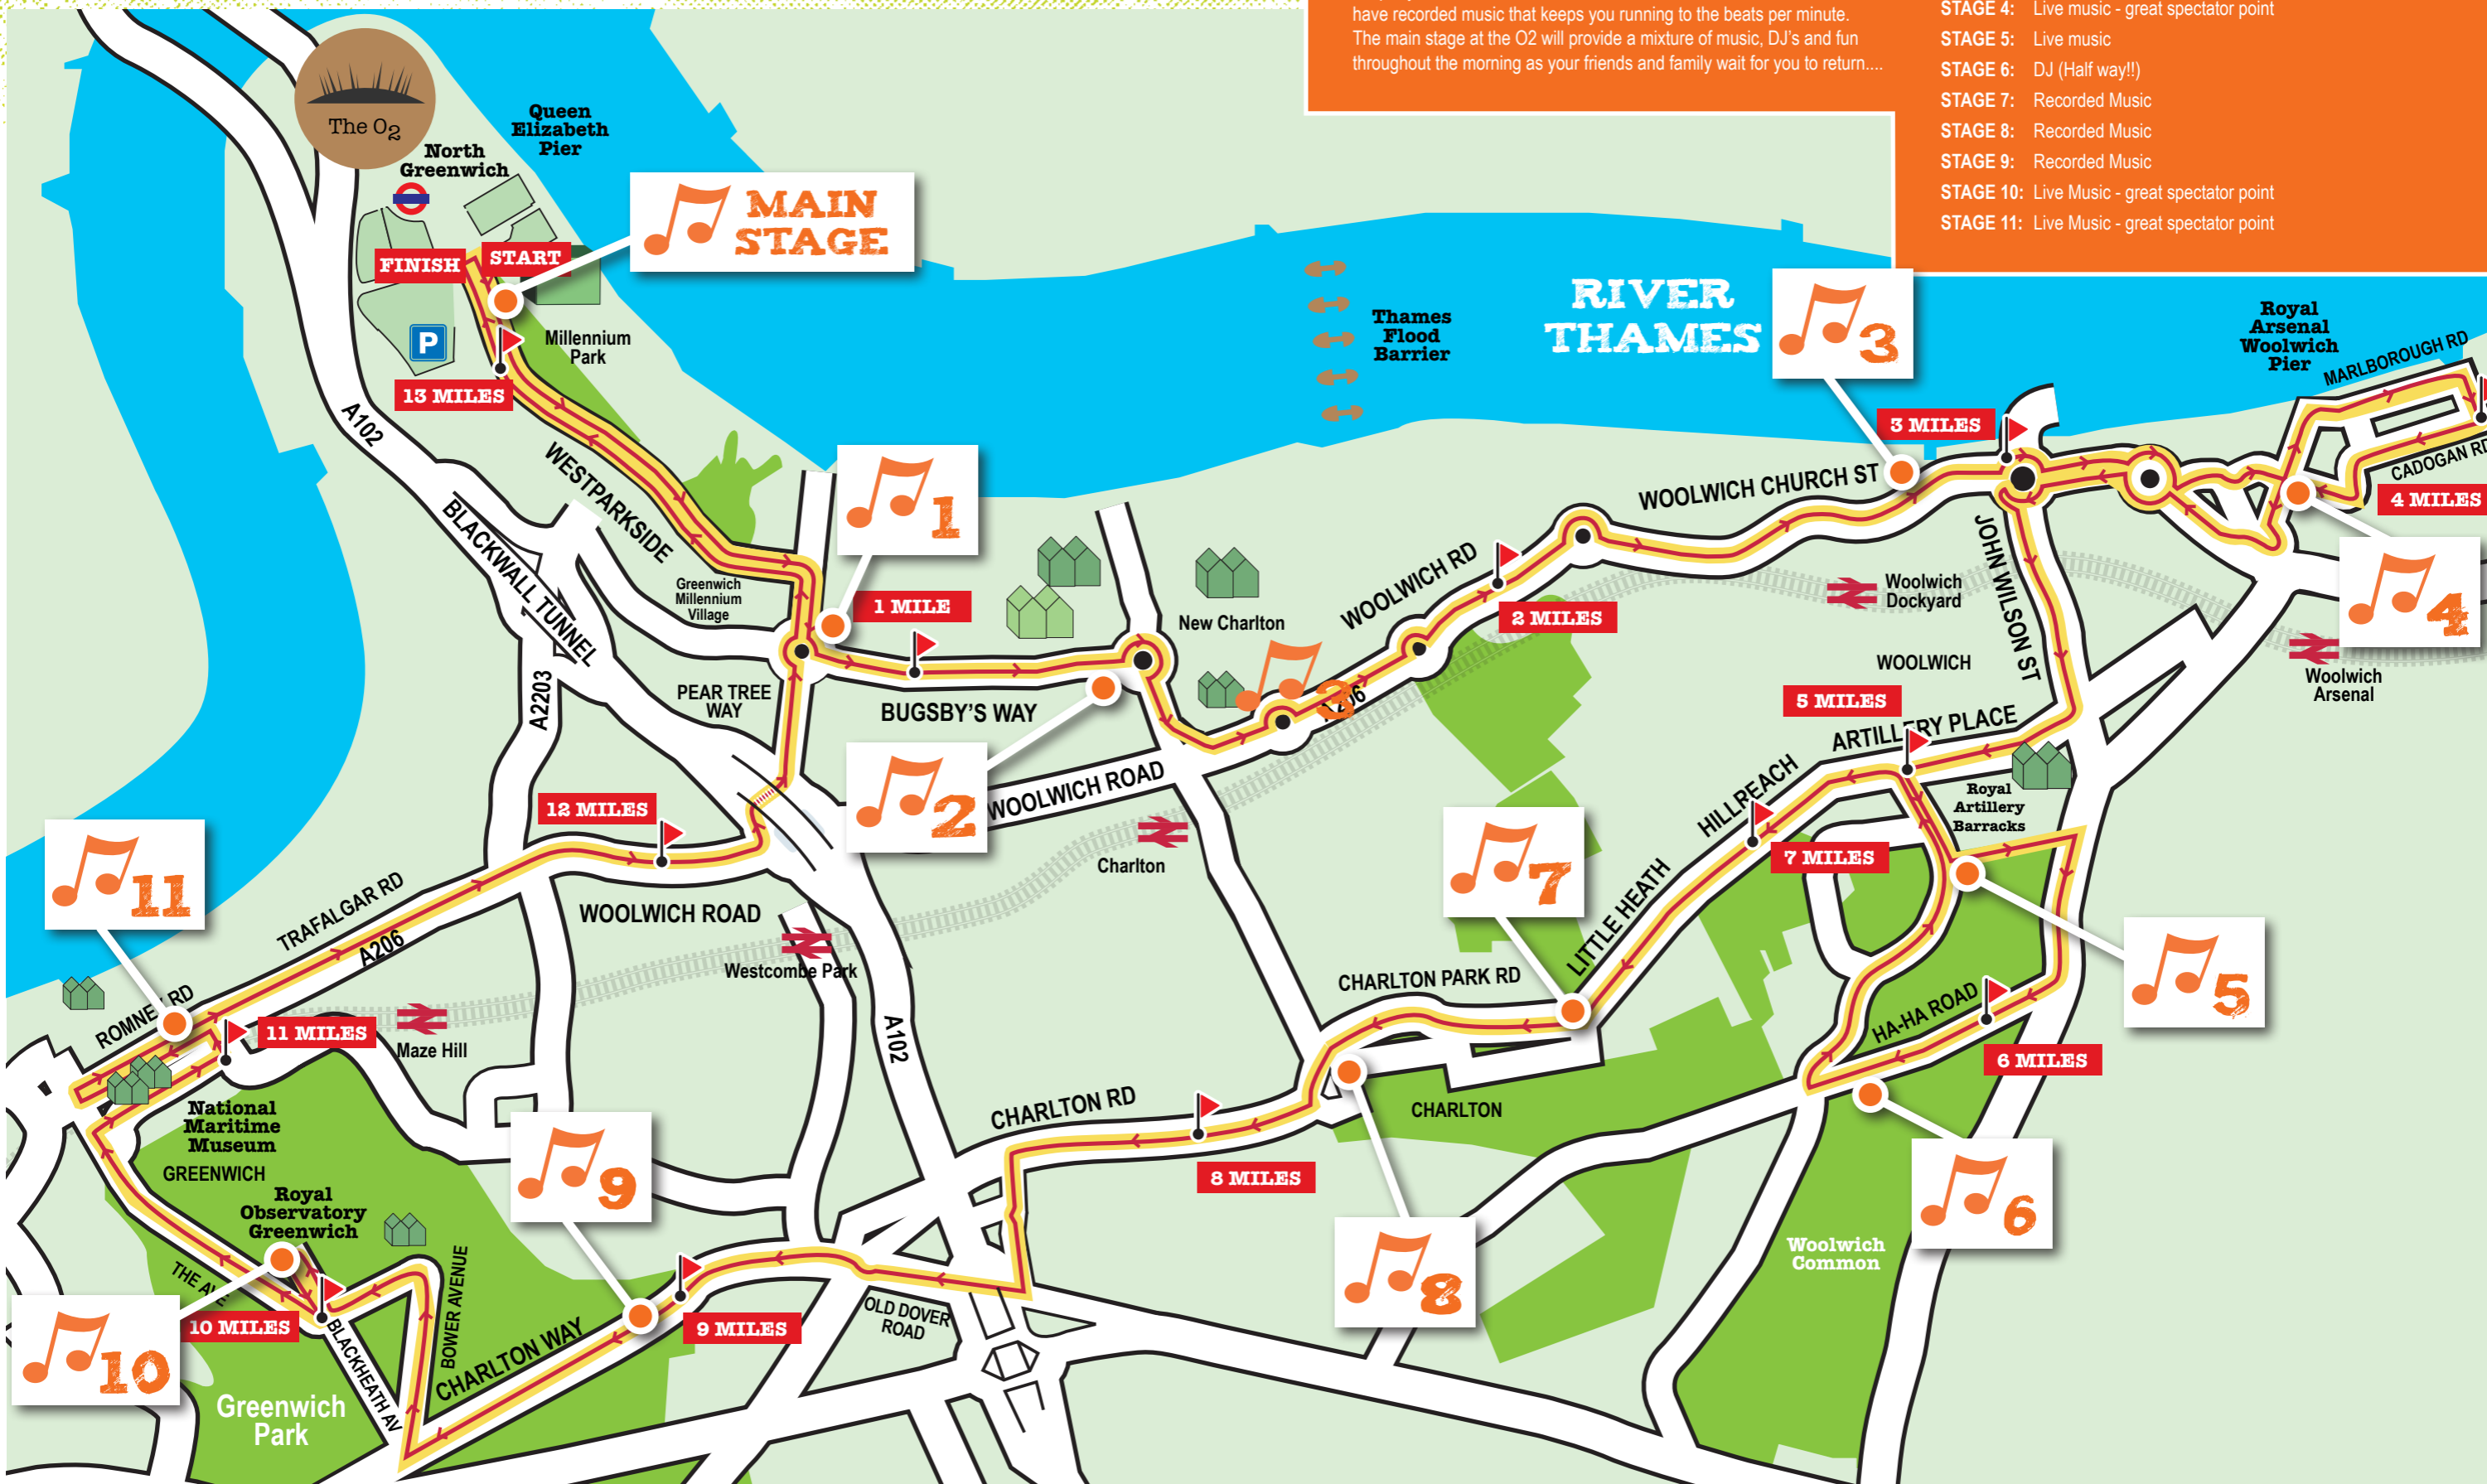 have recorded music that keeps you running to the beats per minute.
The main stage at the O2 will provide a mixture of music, DJ's and fun
throughout the morning as your friends and family wait for you to return....
STAGE 4: Live music - great spectator point
STAGE 5: Live music
STAGE 6: DJ (Half way!!)
STAGE 7: Recorded Music
STAGE 8: Recorded Music
STAGE 9: Recorded Music
STAGE 10: Live Music - great spectator point
STAGE 11: Live Music - great spectator point
The O2
Queen
Elizabeth
Pier
North
Greenwich
MAIN
STAGE
FINISH
START
P
Millennium
Park
13 MILES
A102
WESTPARKSIDE
BLACKWALL TUNNEL
Greenwich
Millennium
Village
1
1 MILE
Thames
Flood
Barrier
RIVER
THAMES
3
3 MILES
Royal
Arsenal
Woolwich
Pier
MARLBOROUGH RD
CADOGAN RD
4 MILES
4
WOOLWICH CHURCH ST
JOHN WILSON ST
WOOLWICH RD
2 MILES
New Charlton
3
A206
Woolwich
Dockyard
WOOLWICH
Woolwich
Arsenal
PEAR TREE
WAY
BUGSBY'S WAY
A2203
2
WOOLWICH ROAD
Charlton
5 MILES
ARTILLERY PLACE
HILLREACH
Royal
Artillery
Barracks
7 MILES
7
LITTLE HEATH
12 MILES
11
TRAFALGAR RD
A206
WOOLWICH ROAD
Westcombe Park
A102
CHARLTON PARK RD
5
HA-HA ROAD
6 MILES
ROMNEY RD
11 MILES
Maze Hill
National
Maritime
Museum
GREENWICH
Royal
Observatory
Greenwich
9
CHARLTON RD
8 MILES
CHARLTON
6
8
Woolwich
Common
THE AVE
10 MILES
10
BLACKHEATH AV
BOWER AVENUE
CHARLTON WAY
9 MILES
OLD DOVER
ROAD
Greenwich
Park